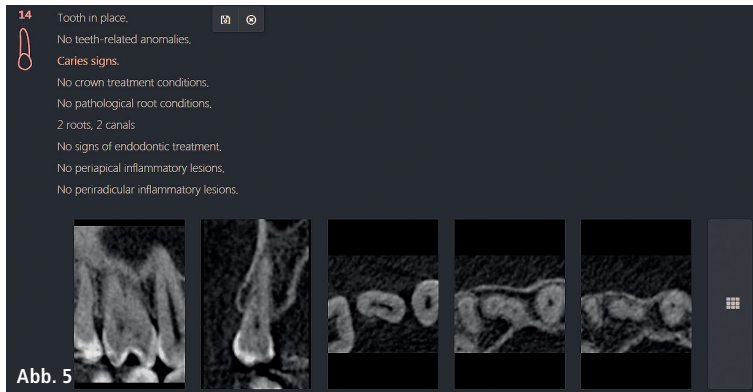 14
Tooth in place,
No teeth-related anomalies,
Caries signs.
No crown treatment conditions,
No pathological root conditions,
2 roots, 2 canals
No signs of endodontic treatment,
No periapical inflammatory lesions,
No periradicular inflammatory lesions,
Abb. 5